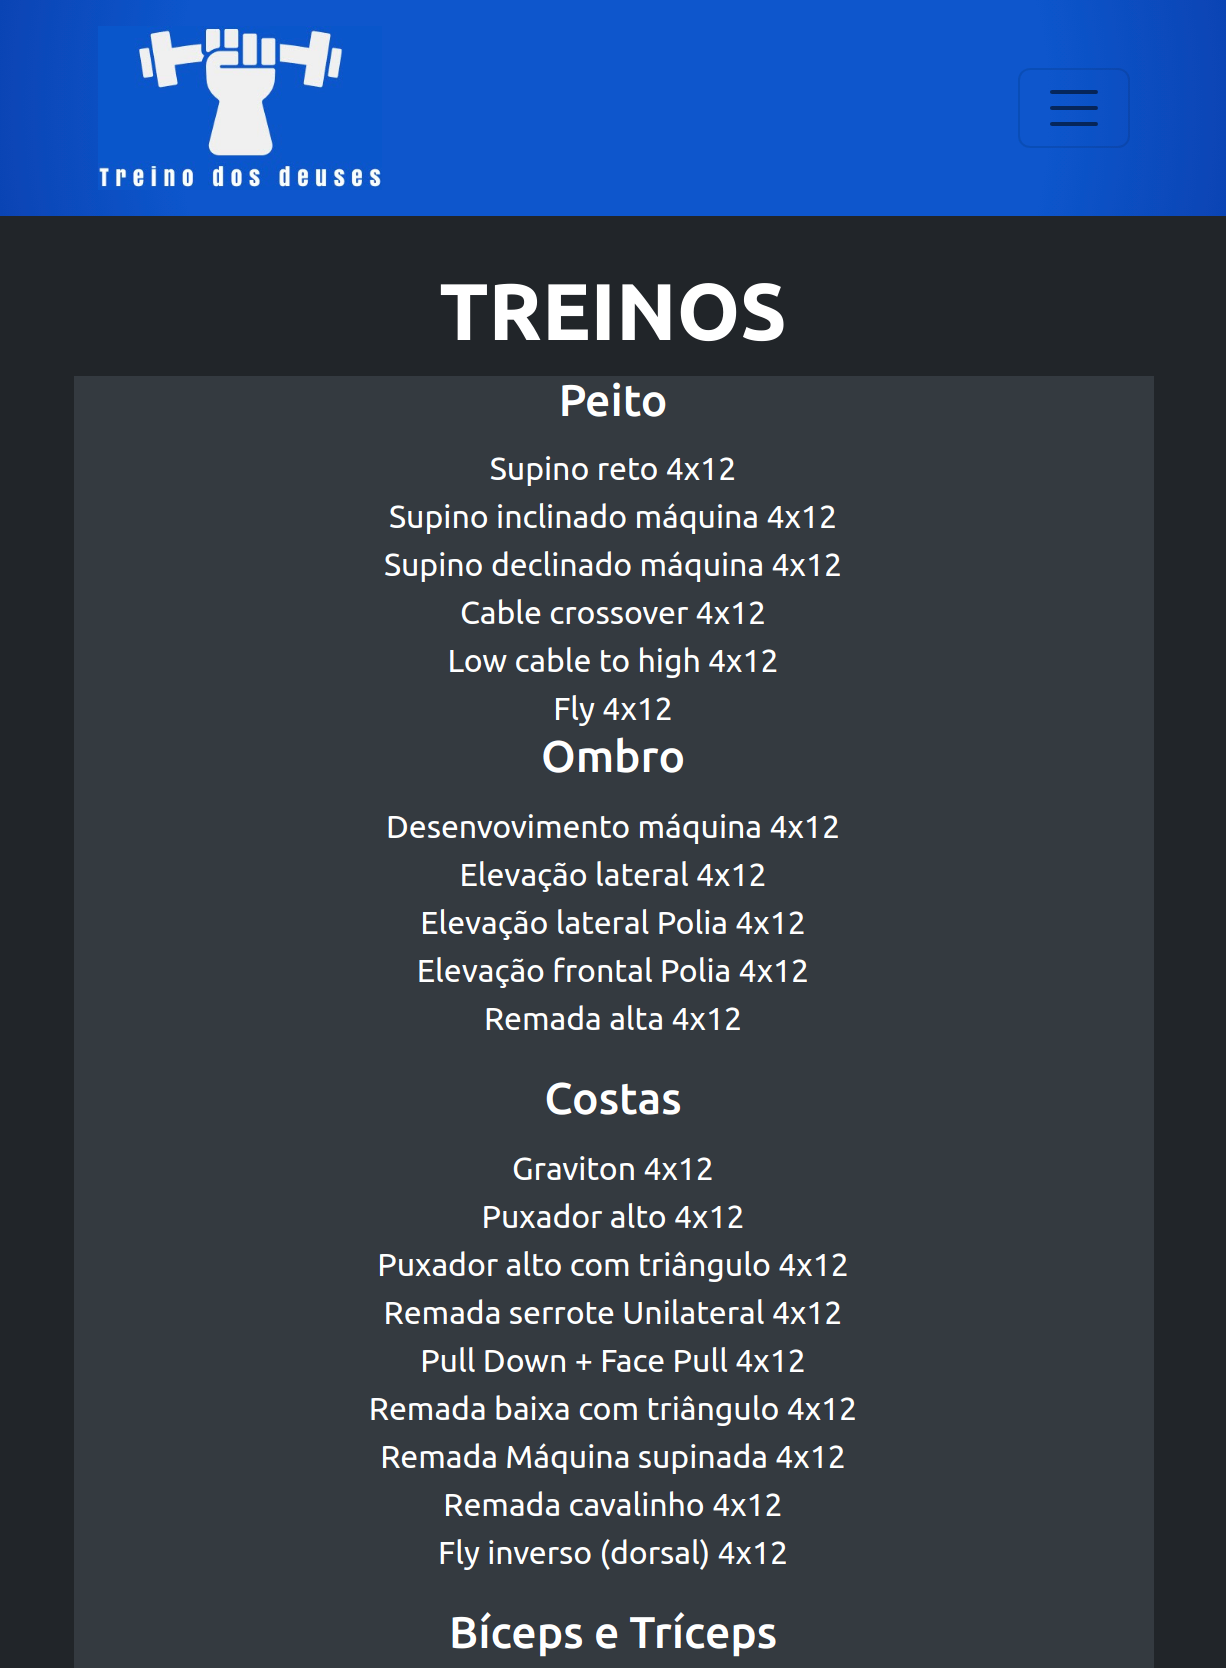 Treino dos deuses
TREINOS
Peito
Supino reto 4x12
Supino inclinado máquina 4x12
Supino declinado máquina 4x12
Cable crossover 4x12
Low cable to high 4x12
Fly 4x12
Ombro
Desenvovimento máquina 4x12
Elevação lateral 4x12
Elevação lateral Polia 4x12
Elevação frontal Polia 4x12
Remada alta 4x12
Costas
Graviton 4x12
Puxador alto 4x12
Puxador alto com triângulo 4x12
Remada serrote Unilateral 4x12
Pull Down + Face Pull 4x12
Remada baixa com triângulo 4x12
Remada Máquina supinada 4x12
Remada cavalinho 4x12
Fly inverso (dorsal) 4x12
Bíceps e Tríceps